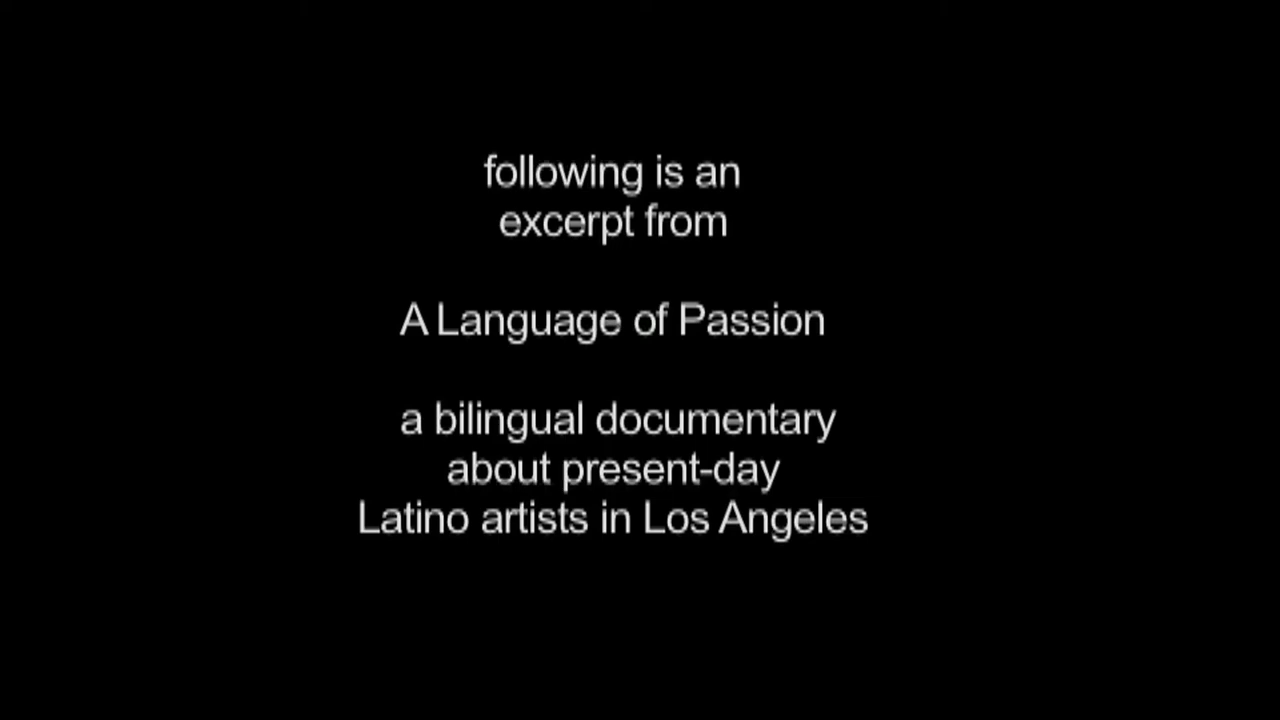 following is an
excerpt from
A Language of Passion
a bilingual documentary
about present-day
Latino artists in Los Angeles